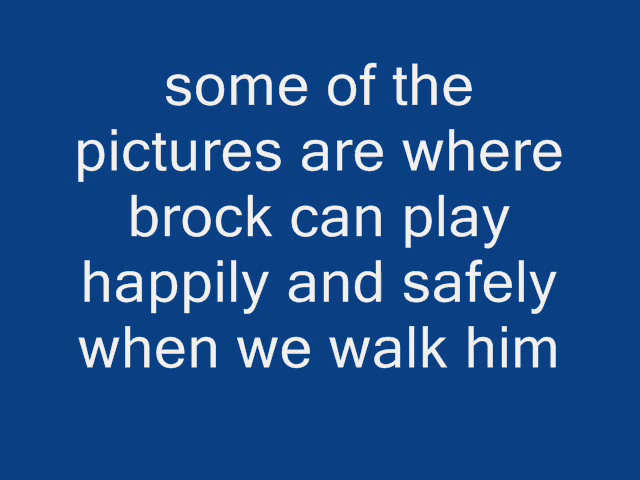 some of the
pictures are where
brock can play
happily and safely
when we walk him